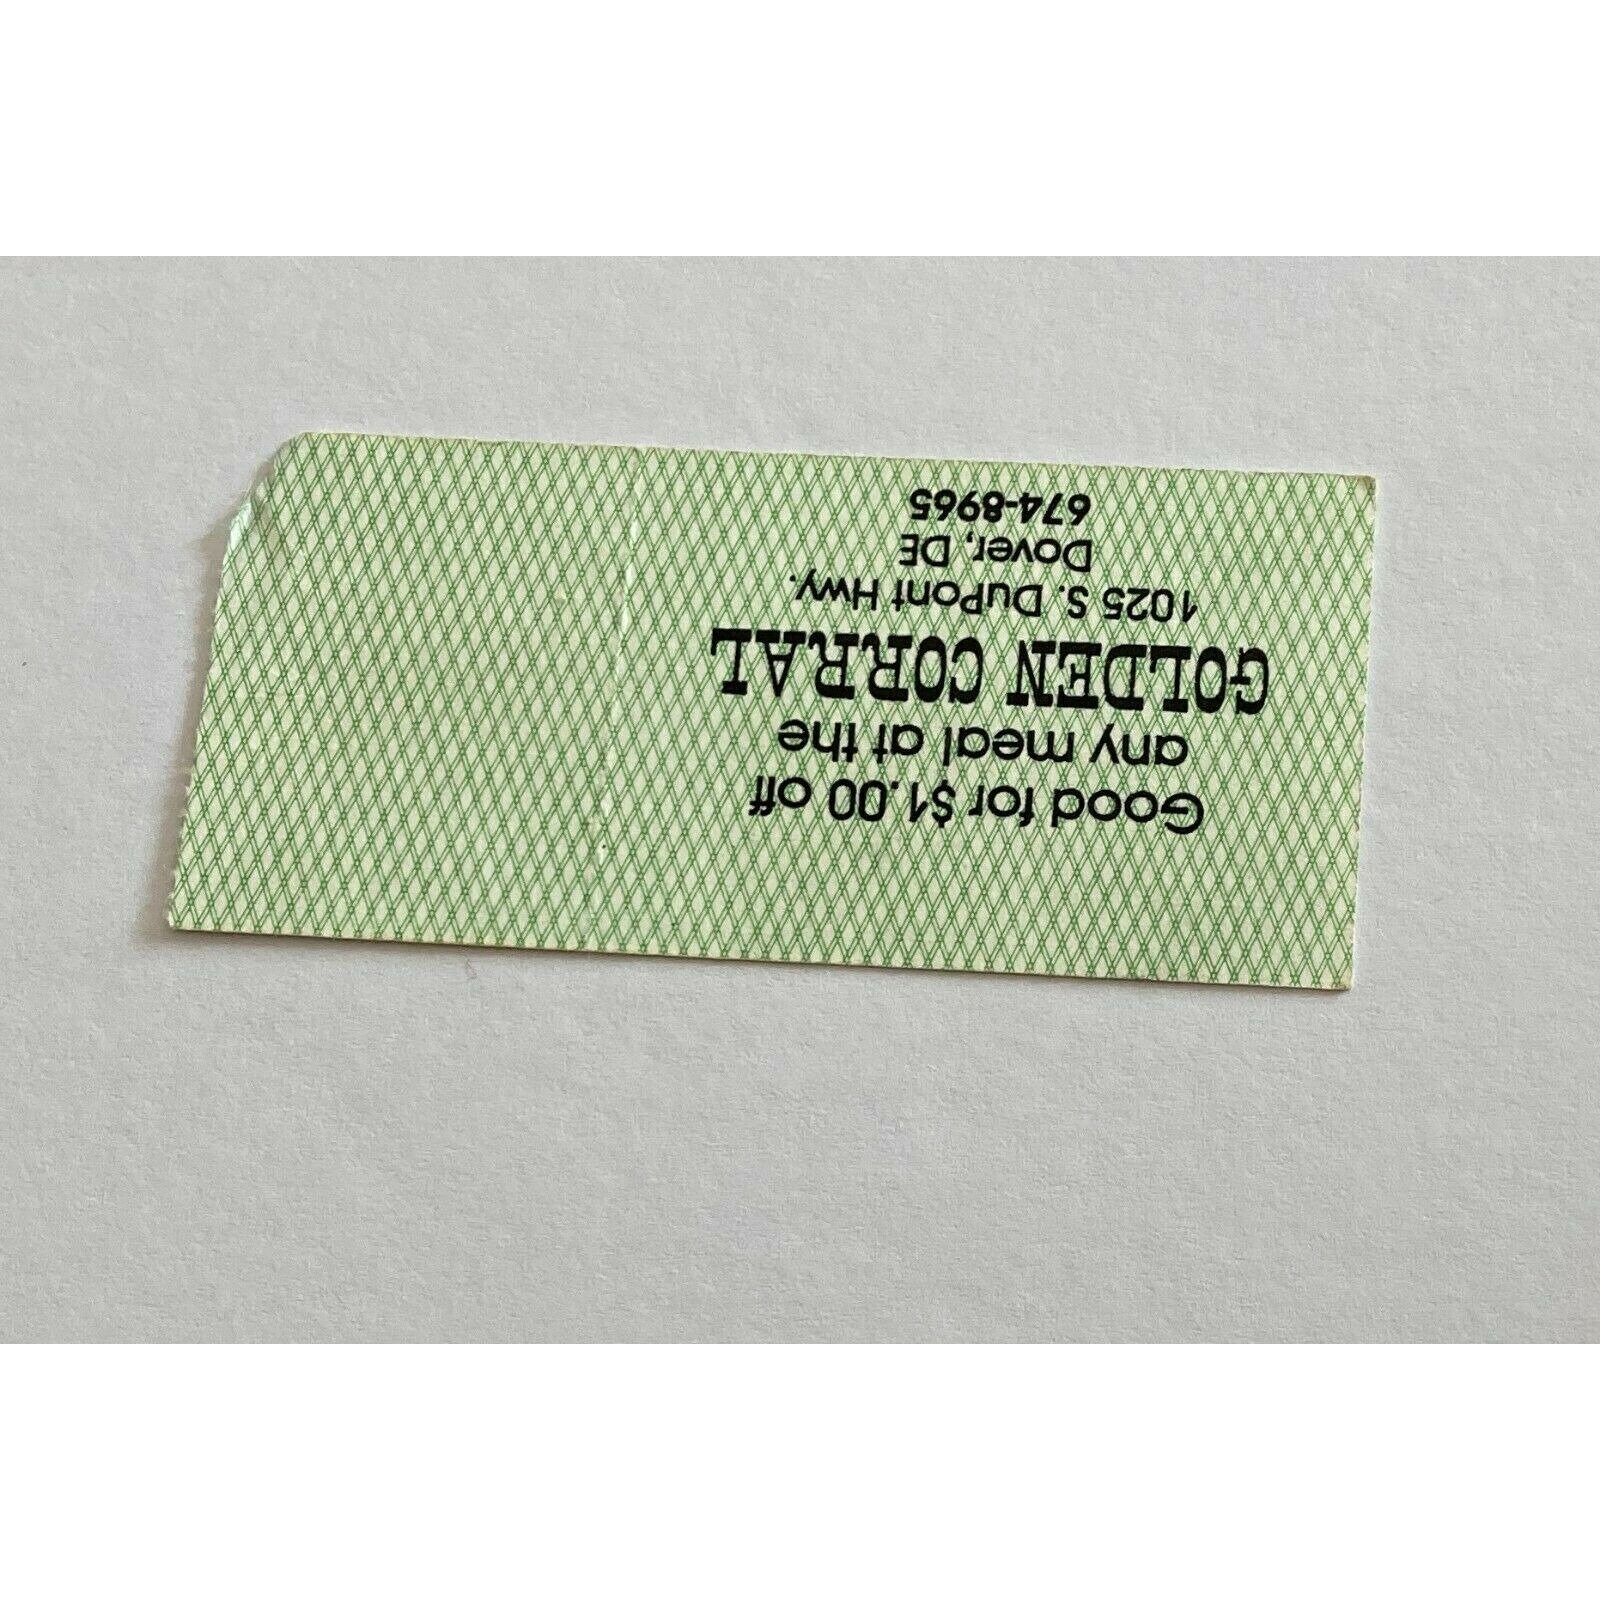 Good for $1.00 off
any meal at the
GOLDEN CORRAL
1025 S. DuPont Hwy.
Dover, DE
674-8965